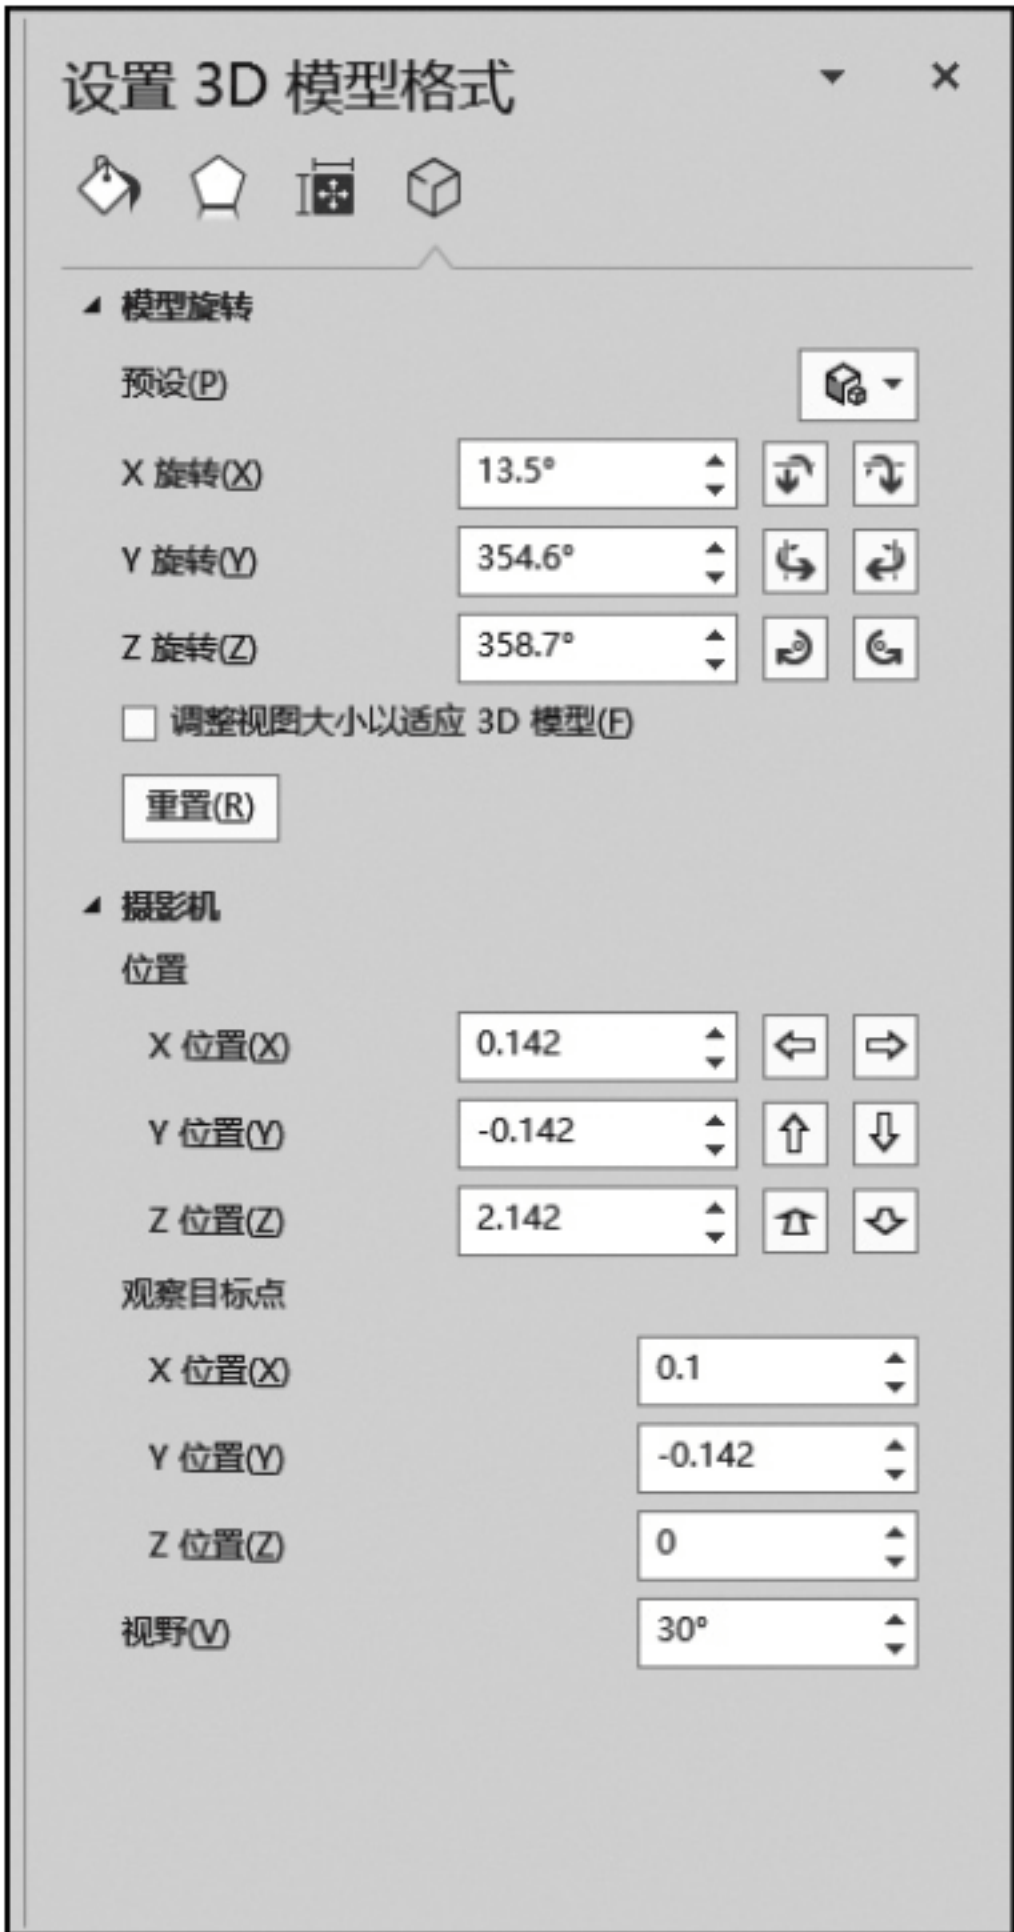 设置 3D 模型格式
模型旋转
预设(P)
X 旋转(X) 13.5°
Y 旋转(Y) 354.6°
Z 旋转(Z) 358.7°
调整视图大小以适应 3D 模型(F)
重置(R)
摄影机
位置
X 位置(X) 0.142
Y 位置(Y) -0.142
Z 位置(Z) 2.142
观察目标点
X 位置(X) 0.1
Y 位置(Y) -0.142
Z 位置(Z) 0
视野(V) 30°